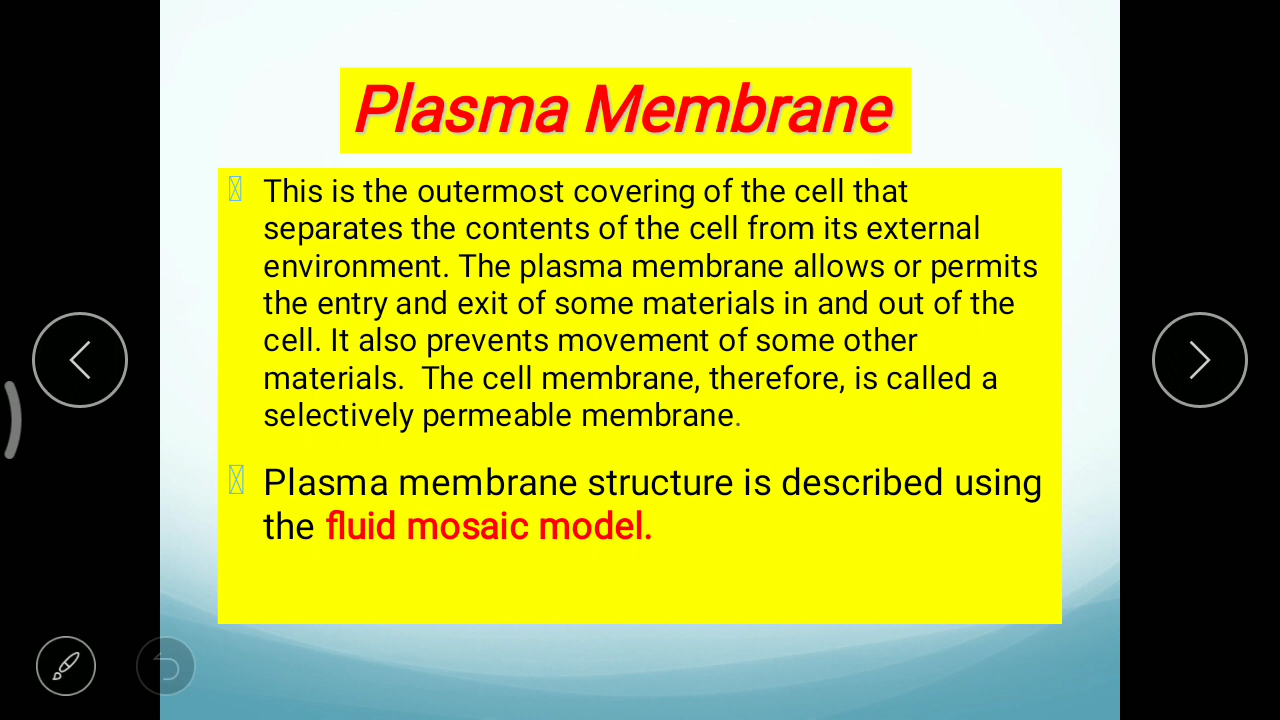 Plasma Membrane
This is the outermost covering of the cell that
separates the contents of the cell from its external
environment. The plasma membrane allows or permits
the entry and exit of some materials in and out of the
cell. It also prevents movement of some other
materials.  The cell membrane, therefore, is called a
selectively permeable membrane.
Plasma membrane structure is described using
the fluid mosaic model.